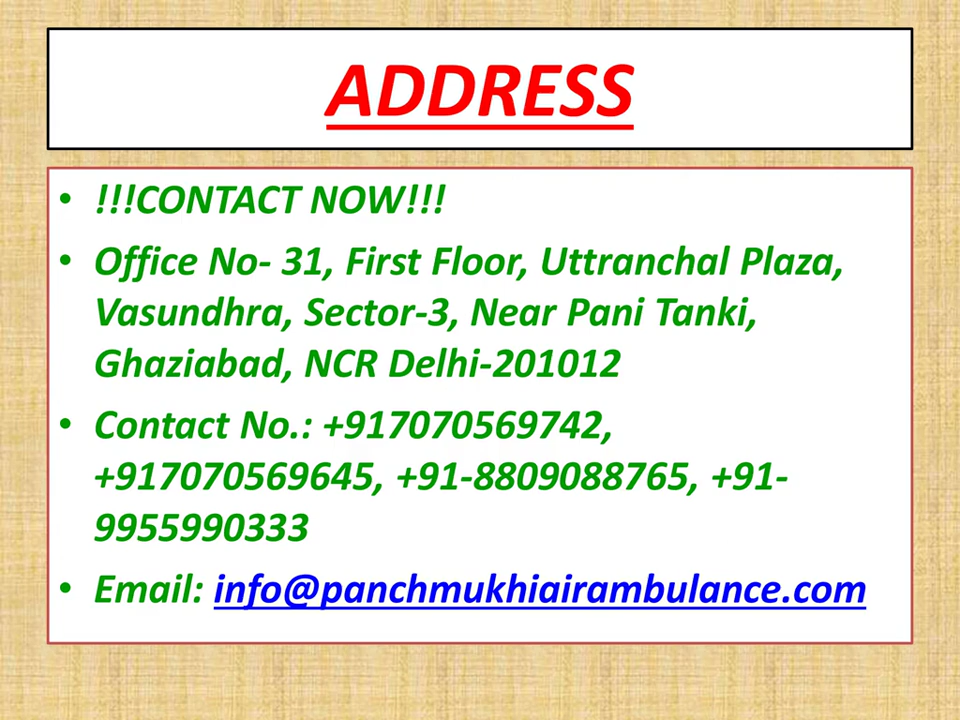 ADDRESS
• !!!CONTACT NOW!!!
• Office No- 31, First Floor, Uttranchal Plaza,
Vasundhra, Sector-3, Near Pani Tanki,
Ghaziabad, NCR Delhi-201012
• Contact No.: +917070569742,
+917070569645, +91-8809088765, +91-
9955990333
• Email: info@panchmukhiairambulance.com